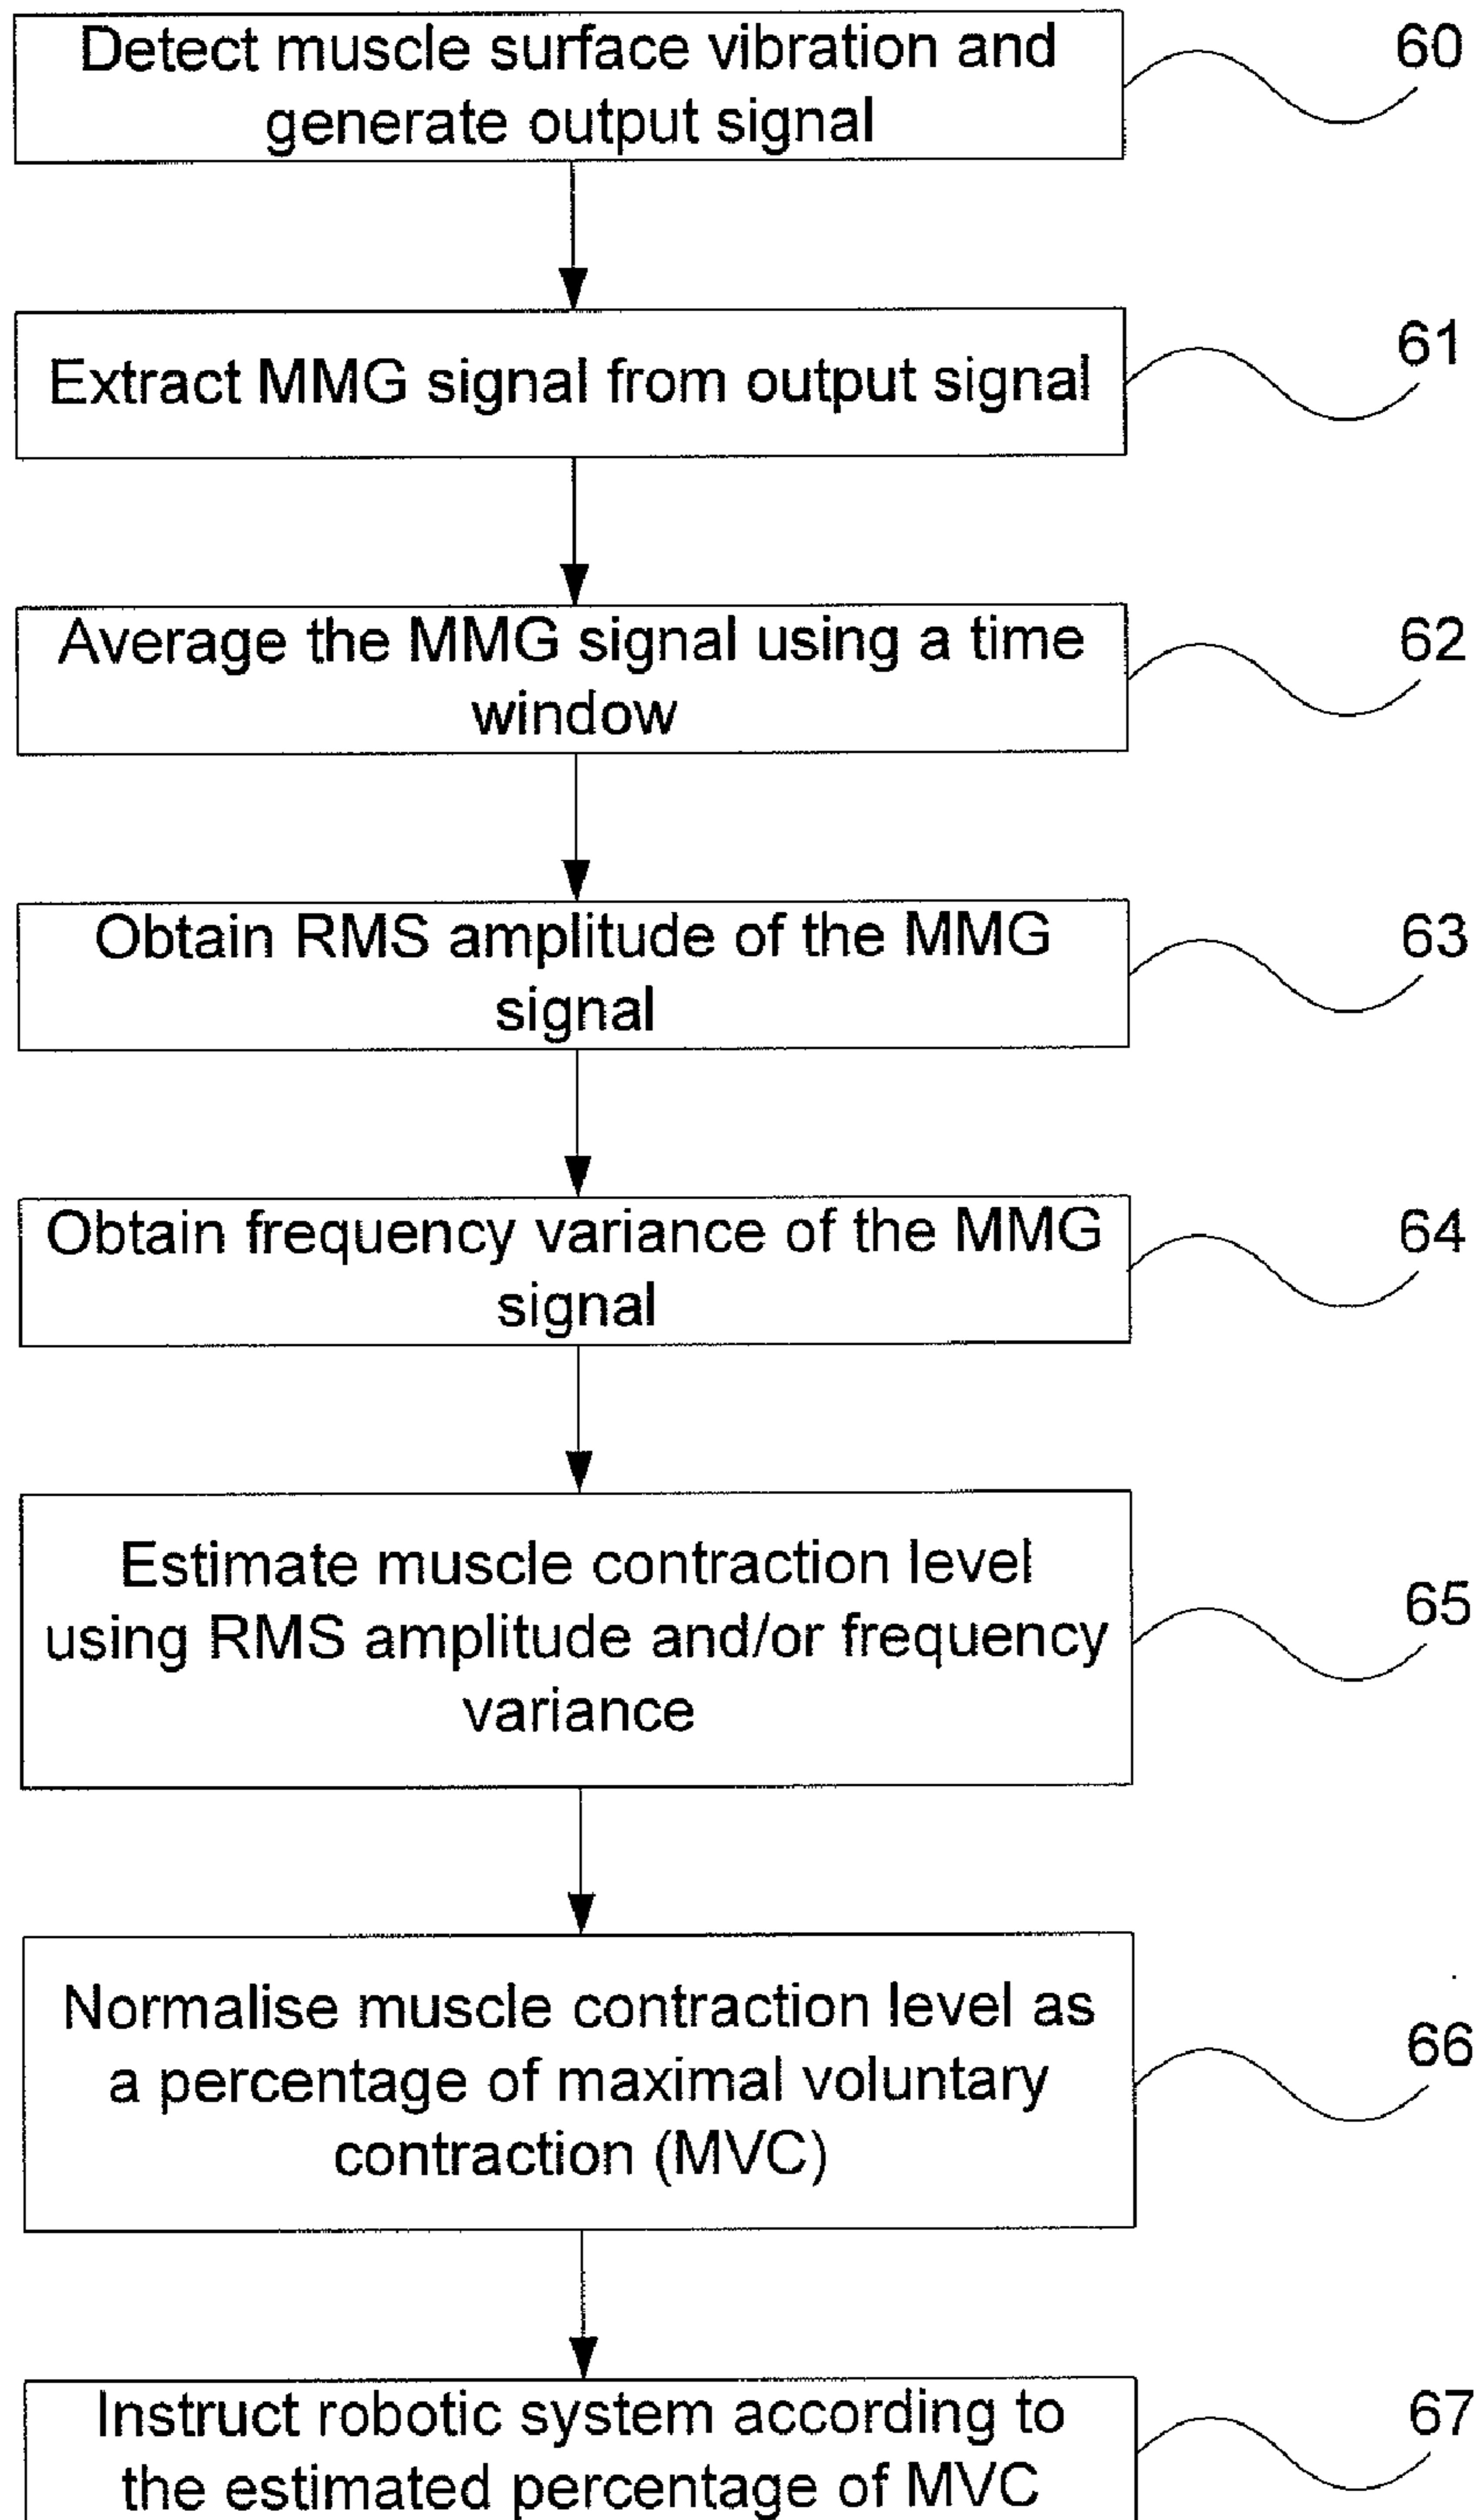 Detect muscle surface vibration and
generate output signal
60
Extract MMG signal from output signal
61
Average the MMG signal using a time
window
62
Obtain RMS amplitude of the MMG
signal
63
Obtain frequency variance of the MMG
signal
64
Estimate muscle contraction level
using RMS amplitude and/or frequency
variance
65
Normalise muscle contraction level as
a percentage of maximal voluntary
contraction (MVC)
66
Instruct robotic system according to
the estimated percentage of MVC
67